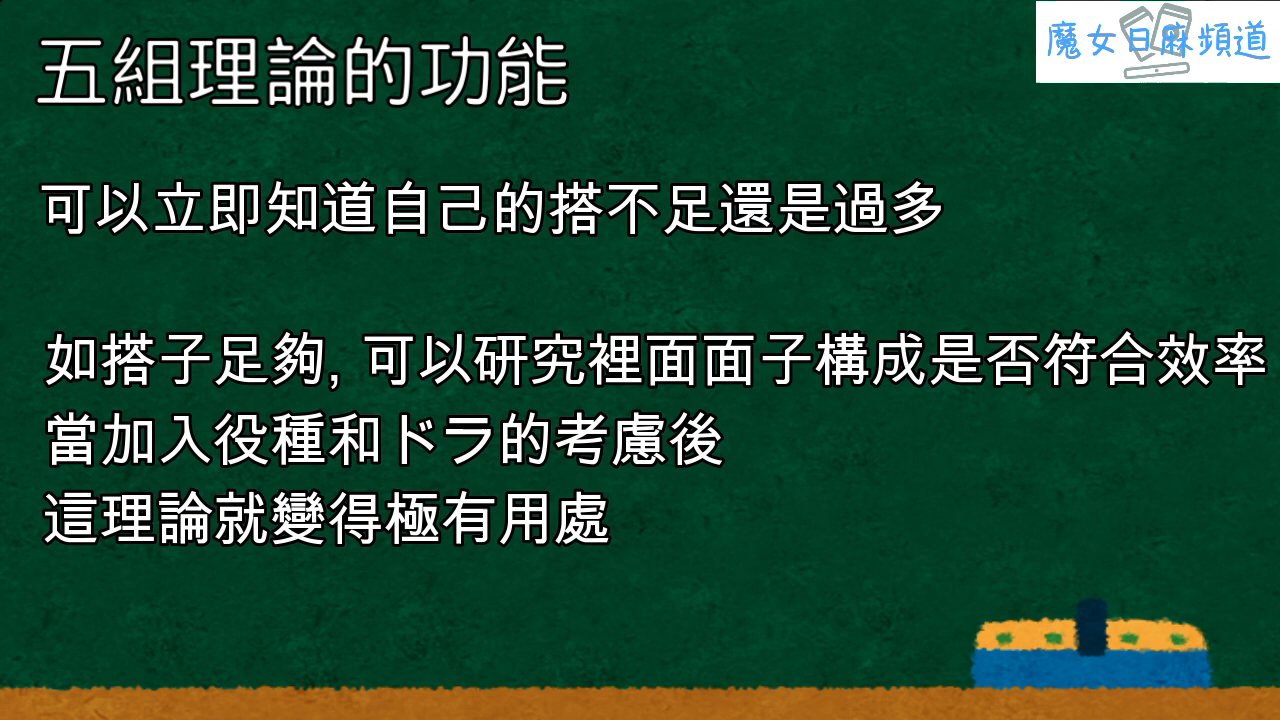 五組理論的功能
魔女日麻頻道
可以立即知道自己的搭不足還是過多
如搭子足夠, 可以研究裡面面子構成是否符合效率
當加入役種和ドラ的考慮後
這理論就變得極有用處